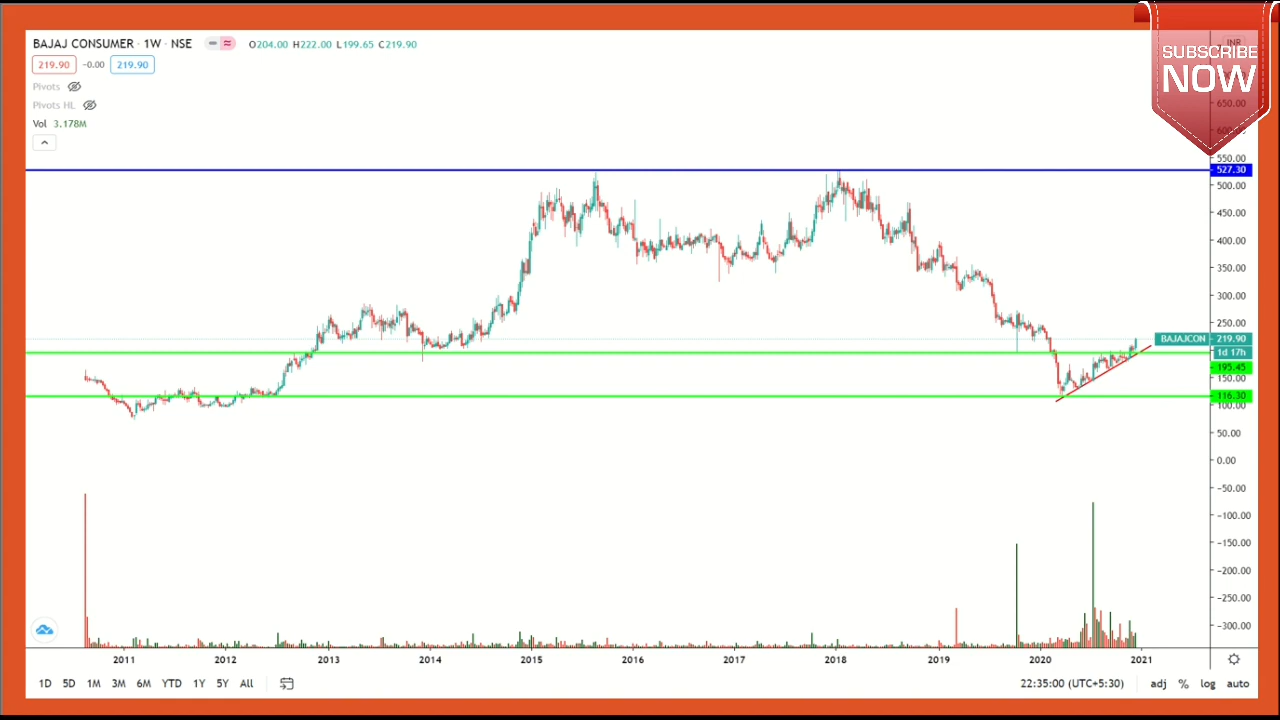 BAJAJ CONSUMER · 1W · NSE
O204.00 H222.00 L199.65 C219.90
219.90 -0.00 219.90
Pivots
Pivots HL
Vol 3.178M
SUBSCRIBE
NOW
INR
650.00
550.00
527.30
500.00
450.00
400.00
350.00
300.00
250.00
BAJAJCON 219.90
1d 17h
195.45
150.00
116.30
100.00
50.00
0.00
-50.00
-100.00
-150.00
-200.00
-250.00
-300.00
2011 2012 2013 2014 2015 2016 2017 2018 2019 2020 2021
1D 5D 1M 3M 6M YTD 1Y 5Y All
22:35:00 (UTC+5:30) adj % log auto